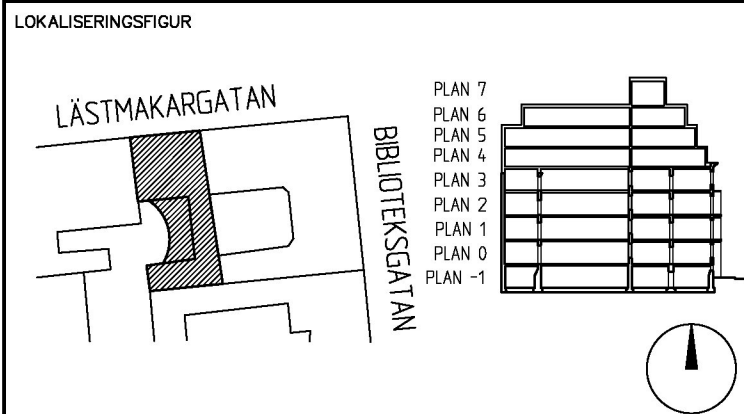 LOKALISERINGSFIGUR
LÄSTMAKARGATAN
BIBLIOTEKSGATAN
PLAN 7
PLAN 6
PLAN 5
PLAN 4
PLAN 3
PLAN 2
PLAN 1
PLAN 0
PLAN -1